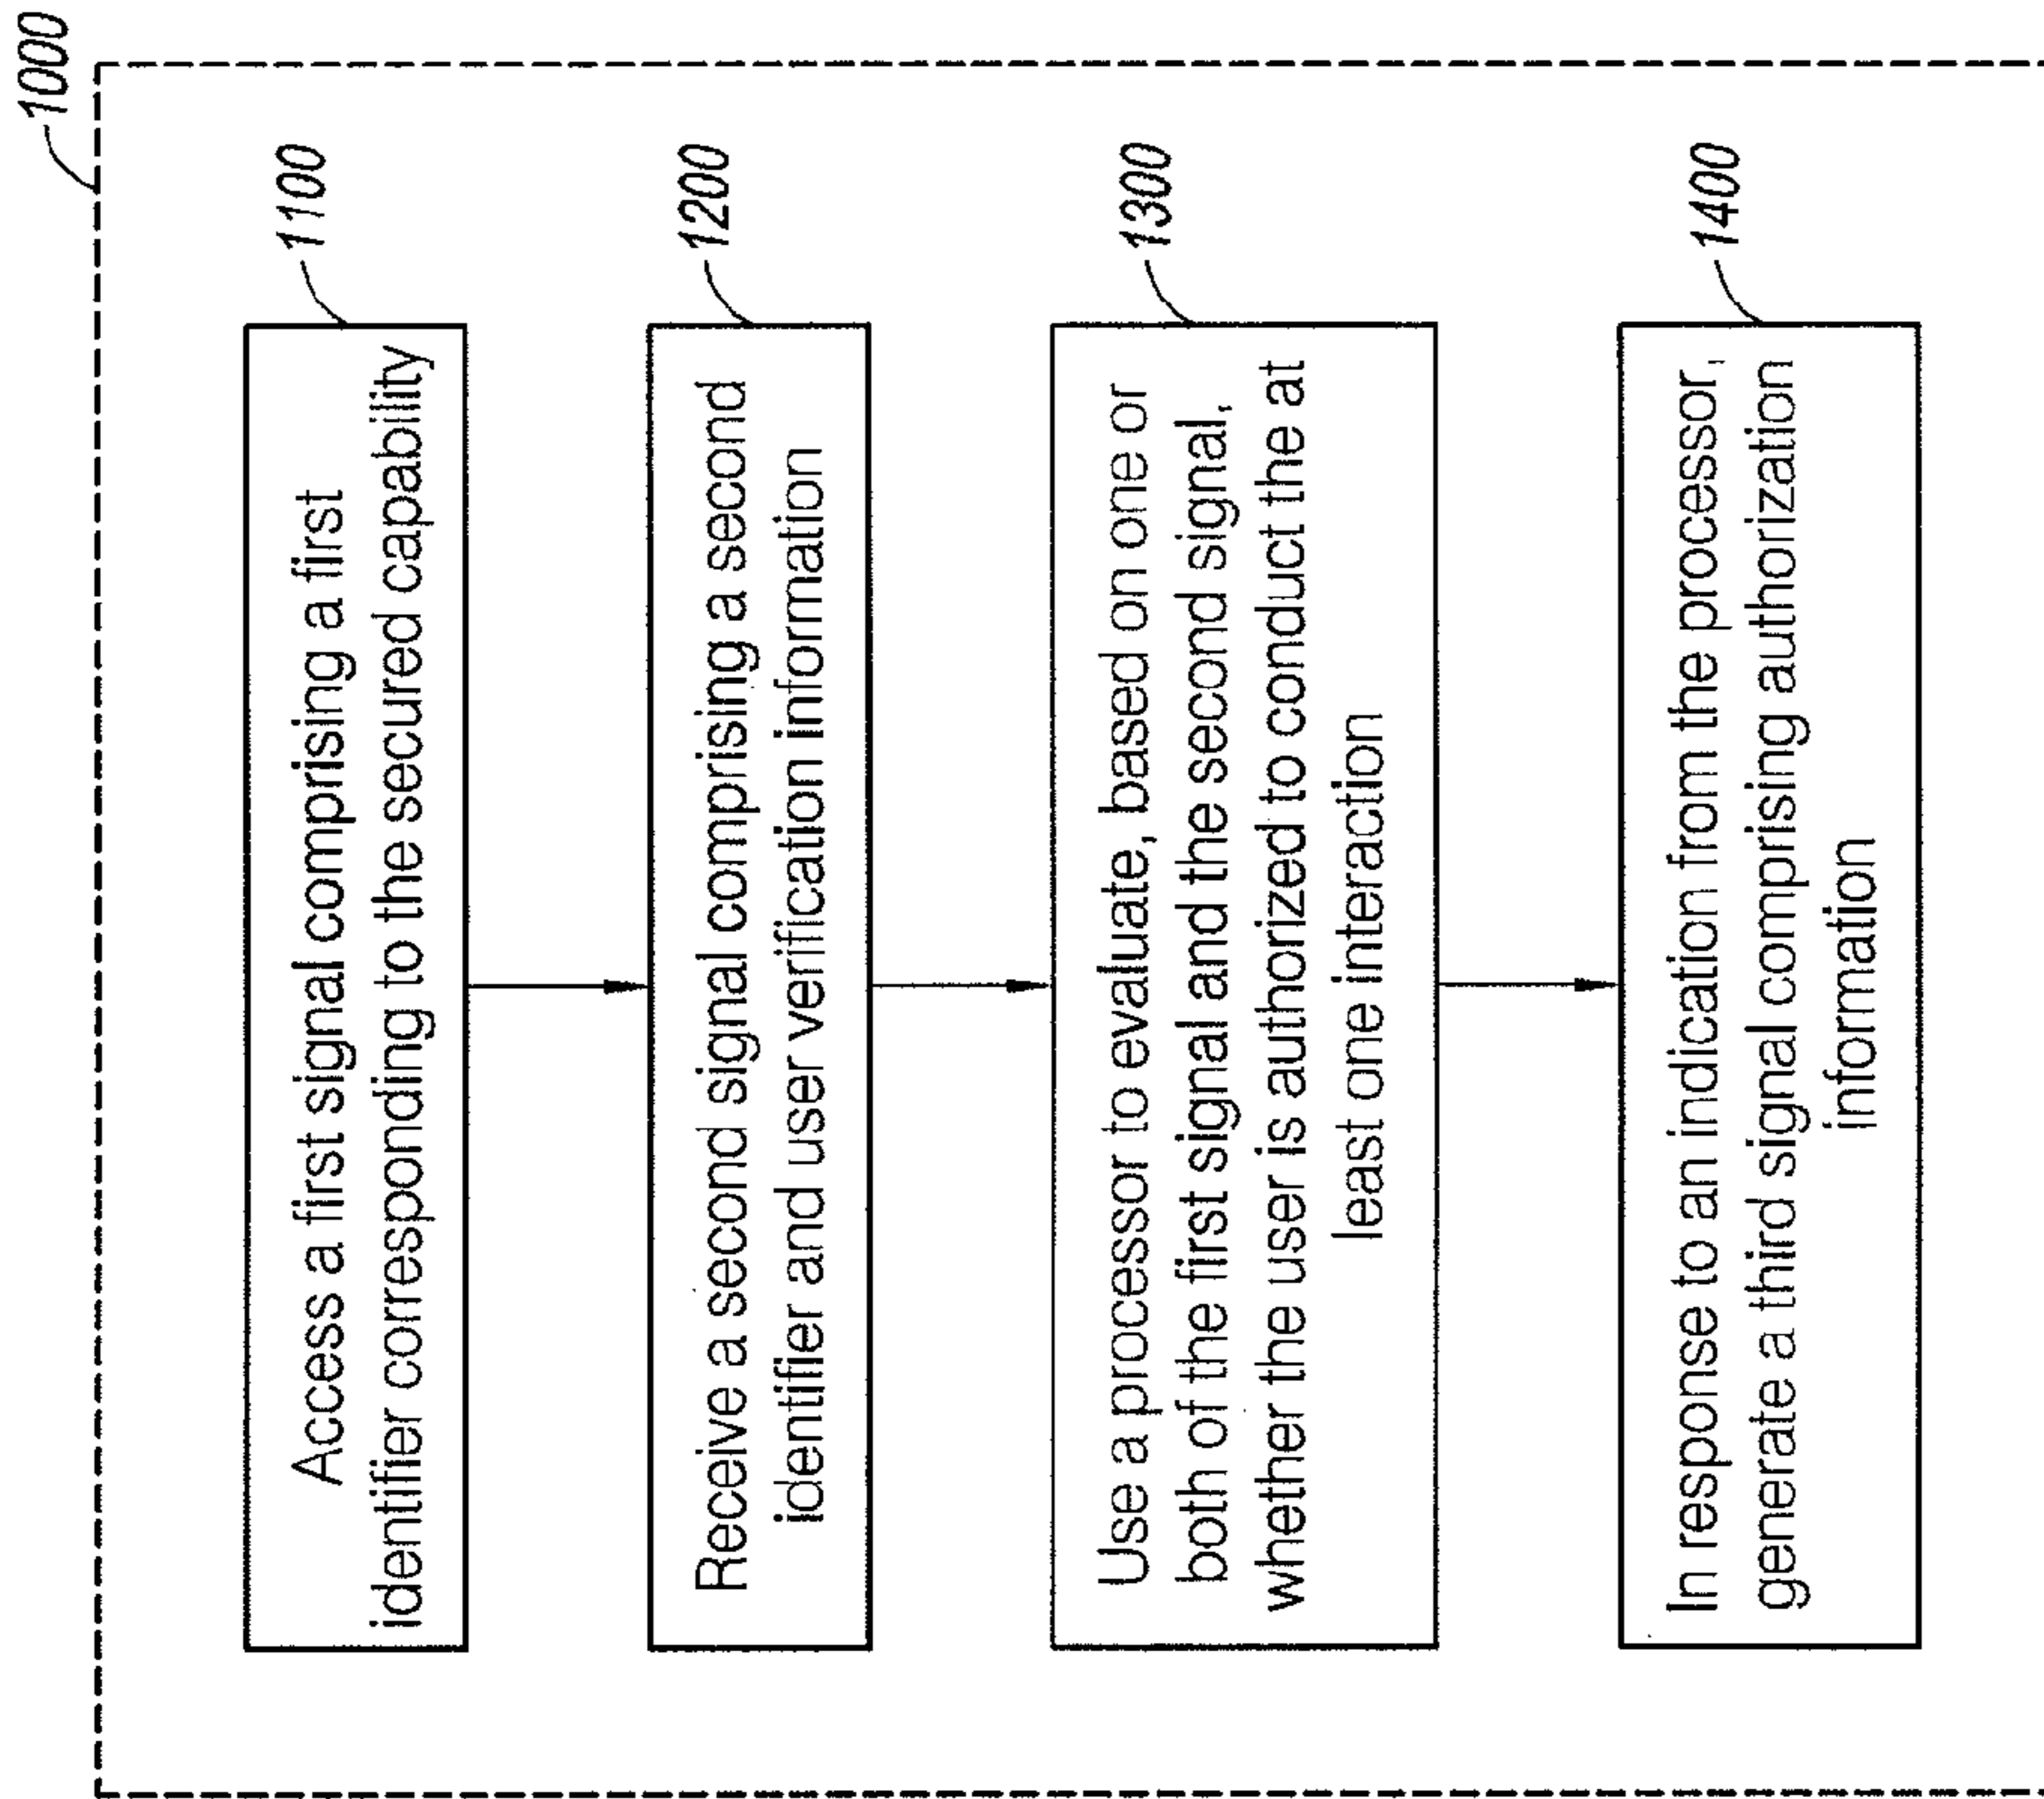 1000
1100
Access a first signal comprising a first
identifier corresponding to the secured capability
1200
Receive a second signal comprising a second
identifier and user verification information
1300
Use a processor to evaluate, based on one or
both of the first signal and the second signal,
whether the user is authorized to conduct the at
least one interaction
1400
In response to an indication from the processor,
generate a third signal comprising authorization
information